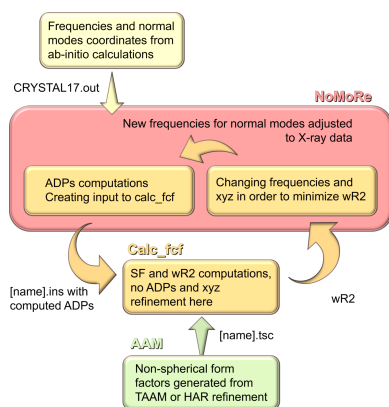 Frequencies and normal
modes coordinates from
ab-initio calculations
CRYSTAL17.out
NoMoRe
New frequencies for normal modes adjusted
to X-ray data
ADPs computations
Creating input to calc_fcf
Changing frequencies and
xyz in order to minimize wR2
Calc_fcf
[name].ins with
computed ADPs
SF and wR2 computations,
no ADPs and xyz
refinement here
wR2
AAM
[name].tsc
Non-spherical form
factors generated from
TAAM or HAR refinement